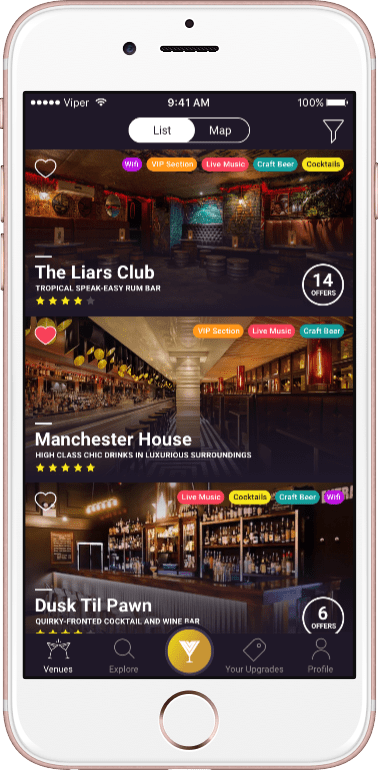 Viper 9:41 AM 100%
List Map
Wifi VIP Section Live Music Craft Beer Cocktails
The Liars Club
TROPICAL SPEAK-EASY RUM BAR
14
OFFERS
VIP Section Live Music Craft Beer
Manchester House
HIGH CLASS CHIC DRINKS IN LUXURIOUS SURROUNDINGS
Live Music Cocktails Craft Beer Wifi
Dusk Til Pawn
QUIRKY-FRONTED COCKTAIL AND WINE BAR
6
OFFERS
Venues Explore Your Upgrades Profile